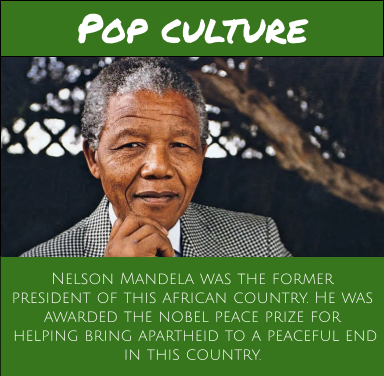 Pop culture
Nelson Mandela was the former
president of this african country. He was
awarded the nobel peace prize for
helping bring apartheid to a peaceful end
in this country.